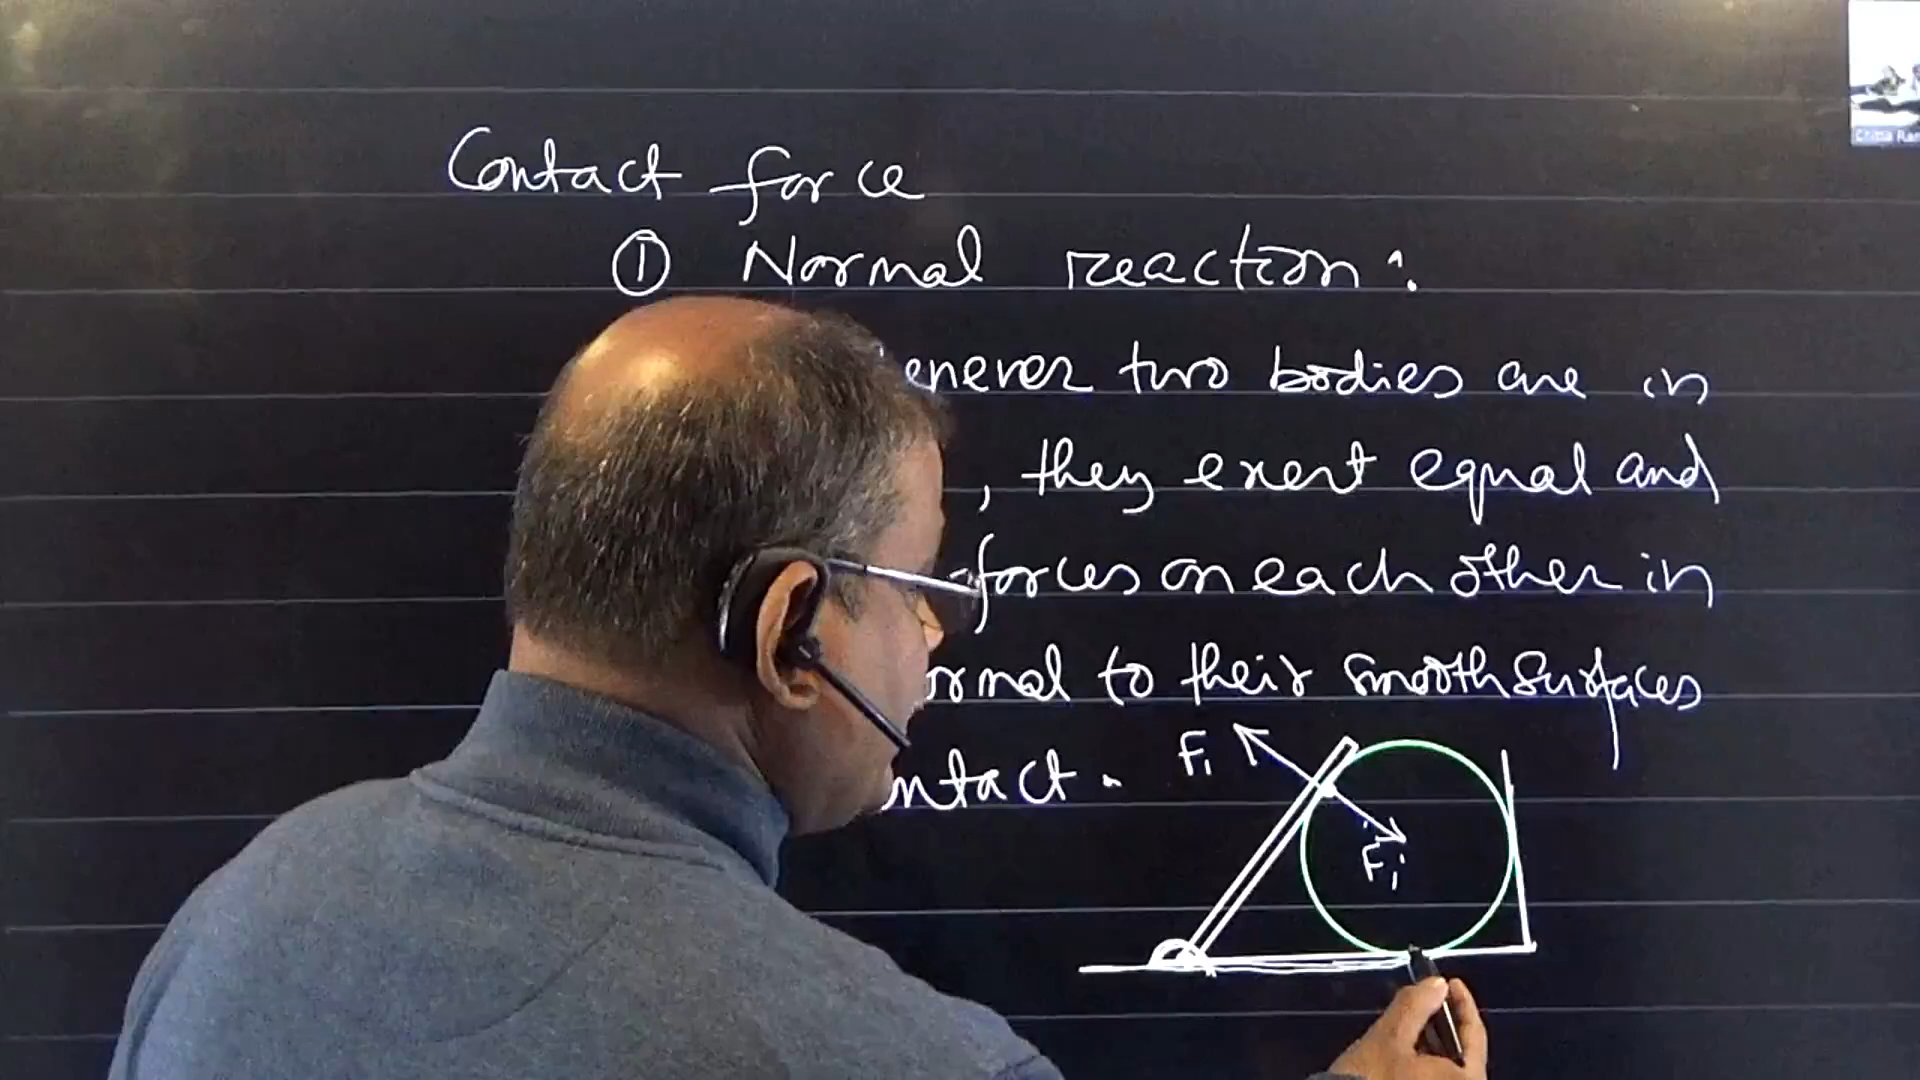 Contact force
① Normal reaction:
enever two bodies are in
, they exert equal and
forces on each other in
ormal to their smooth surfaces
ntact.
F₁
F₁